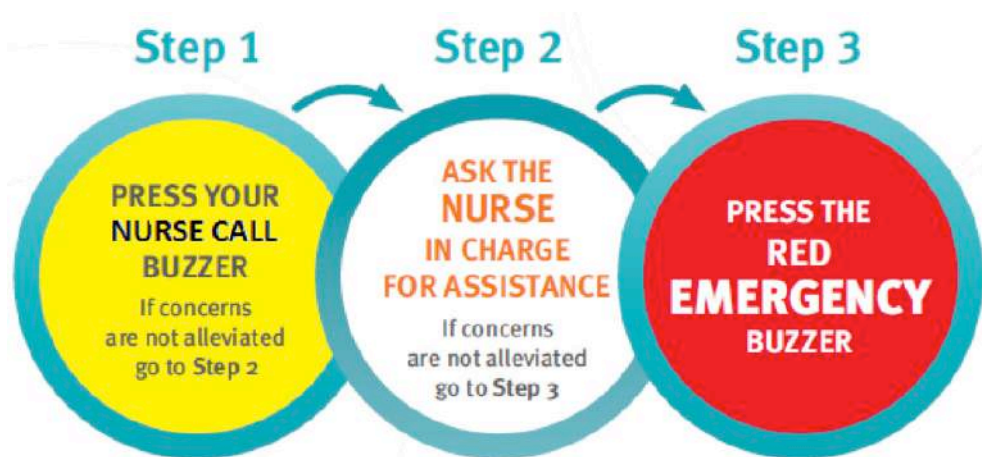 Step 1
PRESS YOUR
NURSE CALL
BUZZER
If concerns
are not alleviated
go to Step 2
Step 2
ASK THE
NURSE
IN CHARGE
FOR ASSISTANCE
If concerns
are not alleviated
go to Step 3
Step 3
PRESS THE
RED
EMERGENCY
BUZZER